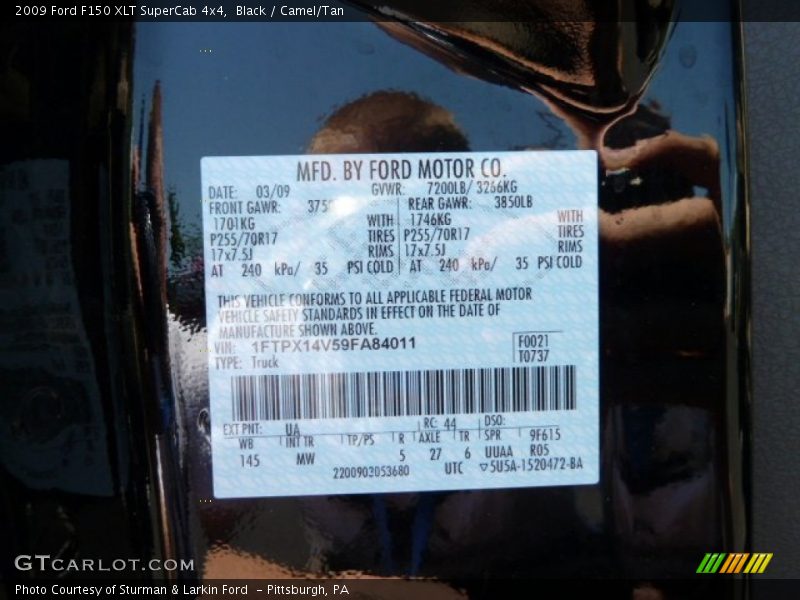 2009 Ford F150 XLT SuperCab 4x4,  Black / Camel/Tan
MFD. BY FORD MOTOR CO.
DATE: 03/09 GVWR: 7200LB/ 3266KG
FRONT GAWR: REAR GAWR: 3850LB
1701KG WITH 1746KG WITH
P255/70R17 TIRES P255/70R17 TIRES
17x7.5J RIMS 17x7.5J RIMS
AT 240 kPa/ 35 PSI COLD AT 240 kPa/ 35 PSI COLD
THIS VEHICLE CONFORMS TO ALL APPLICABLE FEDERAL MOTOR
VEHICLE SAFETY STANDARDS IN EFFECT ON THE DATE OF
MANUFACTURE SHOWN ABOVE.
VIN: 1FTPX14V59FA84011 F0021
TYPE: Truck T0737
EXT PNT: UA RC: 44 DSO:
WB INT TR TP/PS R AXLE TR SPR 9F615
145 MW 5 27 6 UUAA R05
2200903053680 UTC ▽5U5A-1520472-BA
GTCARLOT.COM
Photo Courtesy of Sturman & Larkin Ford  - Pittsburgh, PA